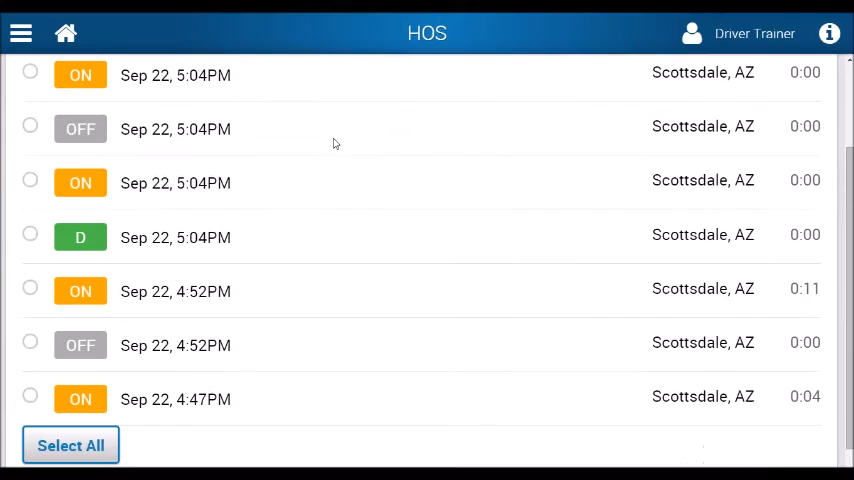 HOS
Driver Trainer
ON Sep 22, 5:04PM Scottsdale, AZ 0:00
OFF Sep 22, 5:04PM Scottsdale, AZ 0:00
ON Sep 22, 5:04PM Scottsdale, AZ 0:00
D Sep 22, 5:04PM Scottsdale, AZ 0:00
ON Sep 22, 4:52PM Scottsdale, AZ 0:11
OFF Sep 22, 4:52PM Scottsdale, AZ 0:00
ON Sep 22, 4:47PM Scottsdale, AZ 0:04
Select All